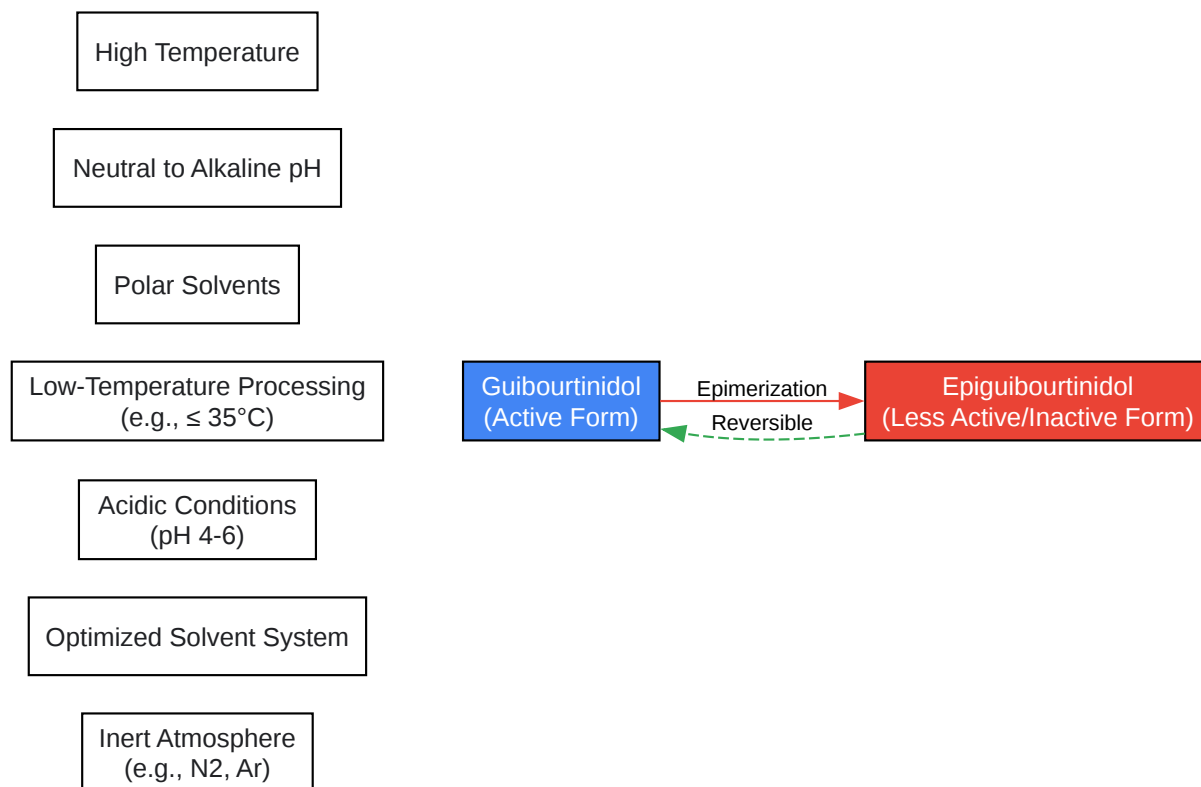 High Temperature
Neutral to Alkaline pH
Polar Solvents
Low-Temperature Processing
(e.g., ≤ 35°C)
Acidic Conditions
(pH 4-6)
Optimized Solvent System
Inert Atmosphere
(e.g., N2, Ar)
Guibourtinidol
(Active Form)
Epimerization
Reversible
Epiguibourtinidol
(Less Active/Inactive Form)